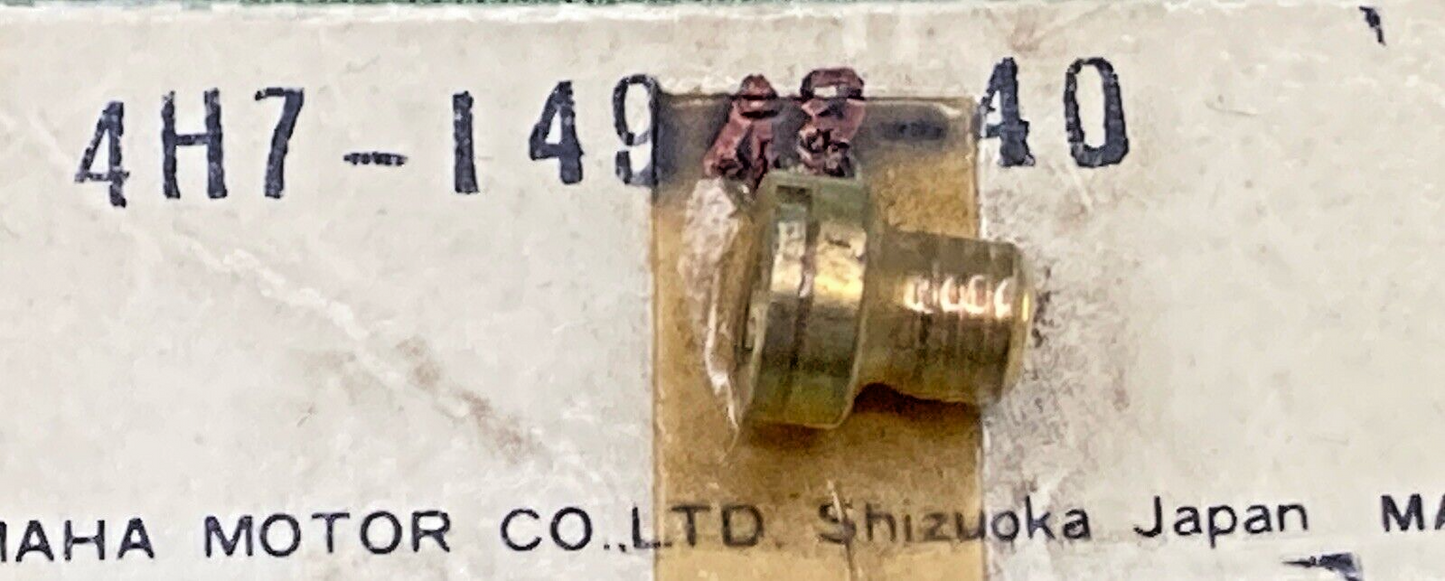 4H7-149 -40
MAHA MOTOR CO.,LTD. Shizuoka Japan MA